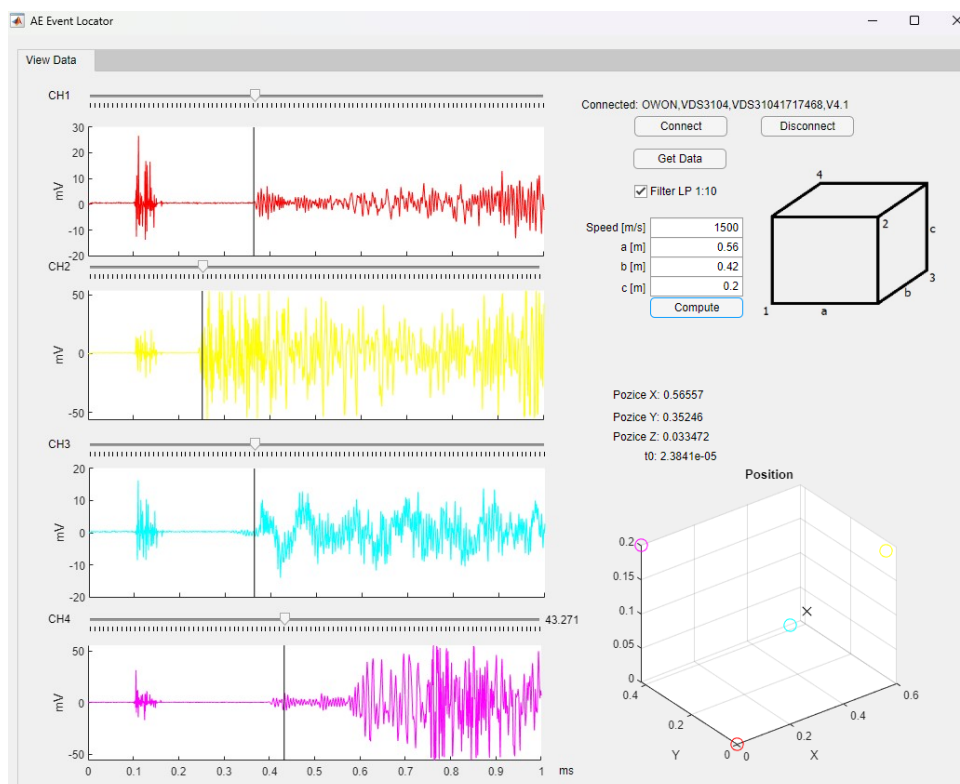 AE Event Locator
View Data
CH1
30
20
10
0
-10
-20
mV
CH2
50
0
-50
mV
CH3
20
10
0
-10
-20
mV
CH4
43.271
50
0
-50
mV
0 0.1 0.2 0.3 0.4 0.5 0.6 0.7 0.8 0.9 1 ms
Connected: OWON,VDS3104,VDS31041717468,V4.1
Connect Disconnect
Get Data
Filter LP 1:10
Speed [m/s] 1500
a [m] 0.56
b [m] 0.42
c [m] 0.2
Compute
4
2
c
3
b
1 a
Pozice X: 0.56557
Pozice Y: 0.35246
Pozice Z: 0.033472
t0: 2.3841e-05
Position
0.2
0.15
0.1
0.05
0
0.4
0.2
0
Y
0
0.2
0.4
0.6
X